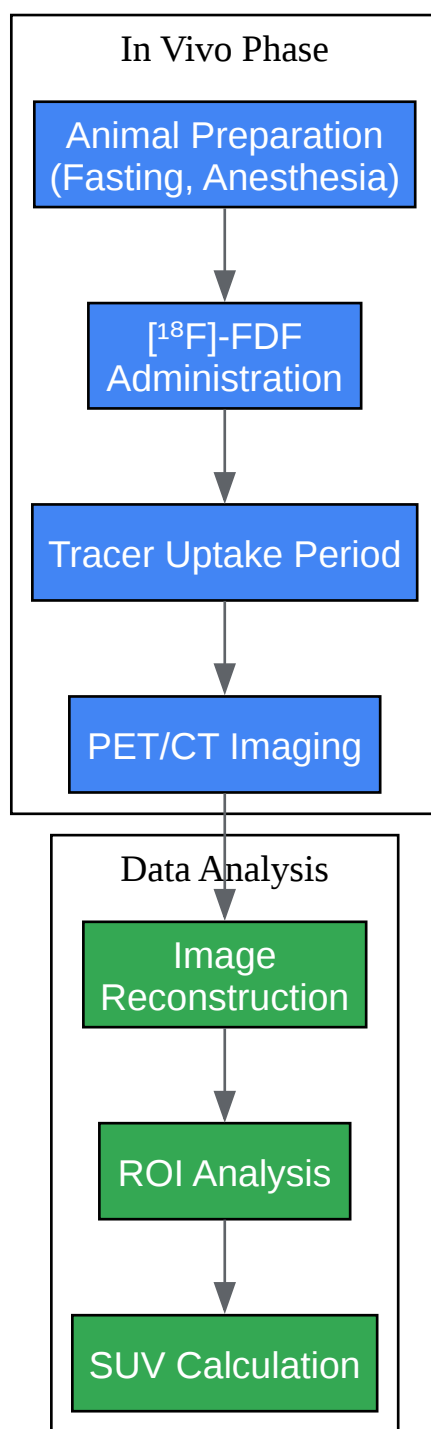 In Vivo Phase
Animal Preparation
(Fasting, Anesthesia)
[¹⁸F]-FDF
Administration
Tracer Uptake Period
PET/CT Imaging
Data Analysis
Image
Reconstruction
ROI Analysis
SUV Calculation